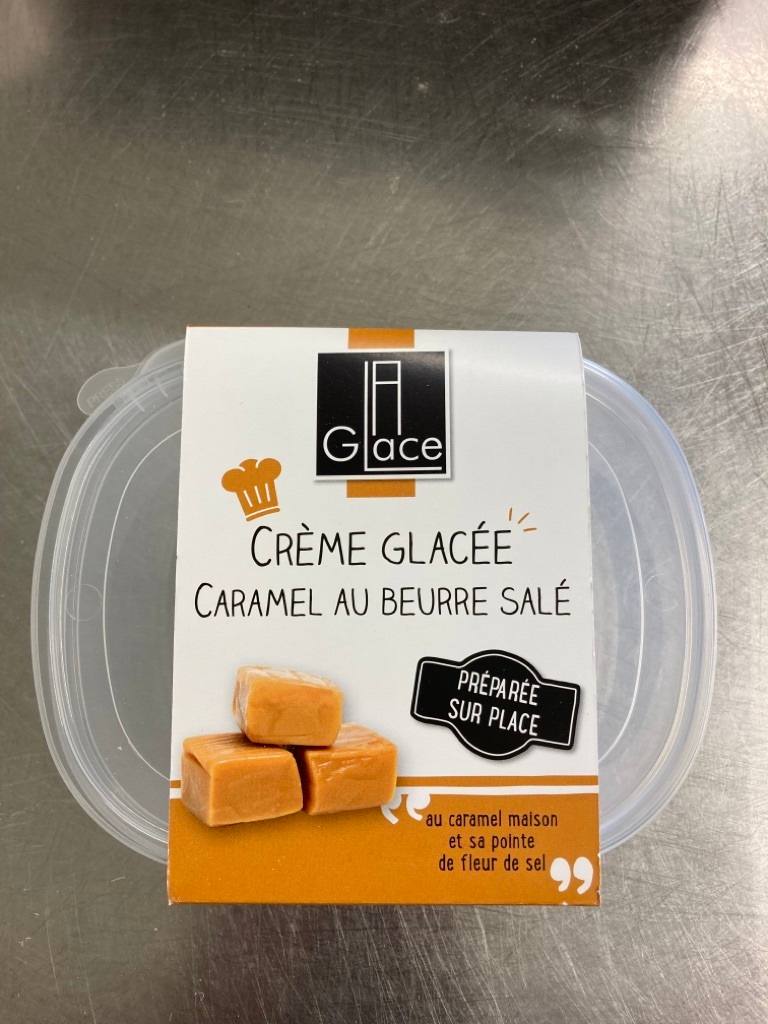 LA
Glace
CRÈME GLACÉE
CARAMEL AU BEURRE SALÉ
PRÉPARÉE
SUR PLACE
“au caramel maison
et sa pointe
de fleur de sel”